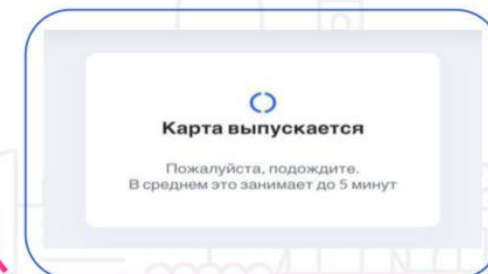 Карта выпускается
Пожалуйста, подождите.
В среднем это занимает до 5 минут